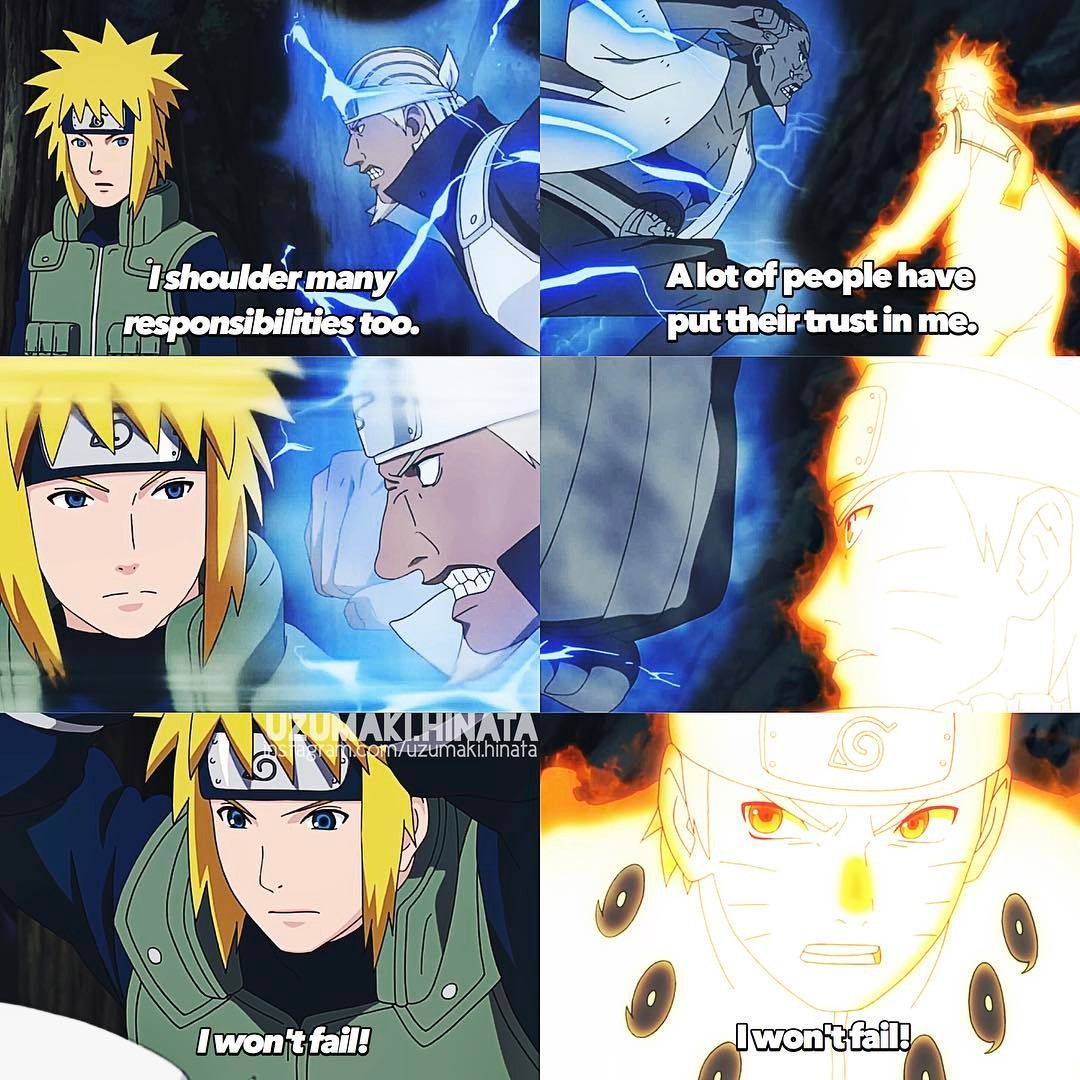 I shoulder many
responsibilities too.
A lot of people have
put their trust in me.
UZUMAKI.HINATA
instagram.com/uzumaki.hinata
I won't fail!
I won't fail!